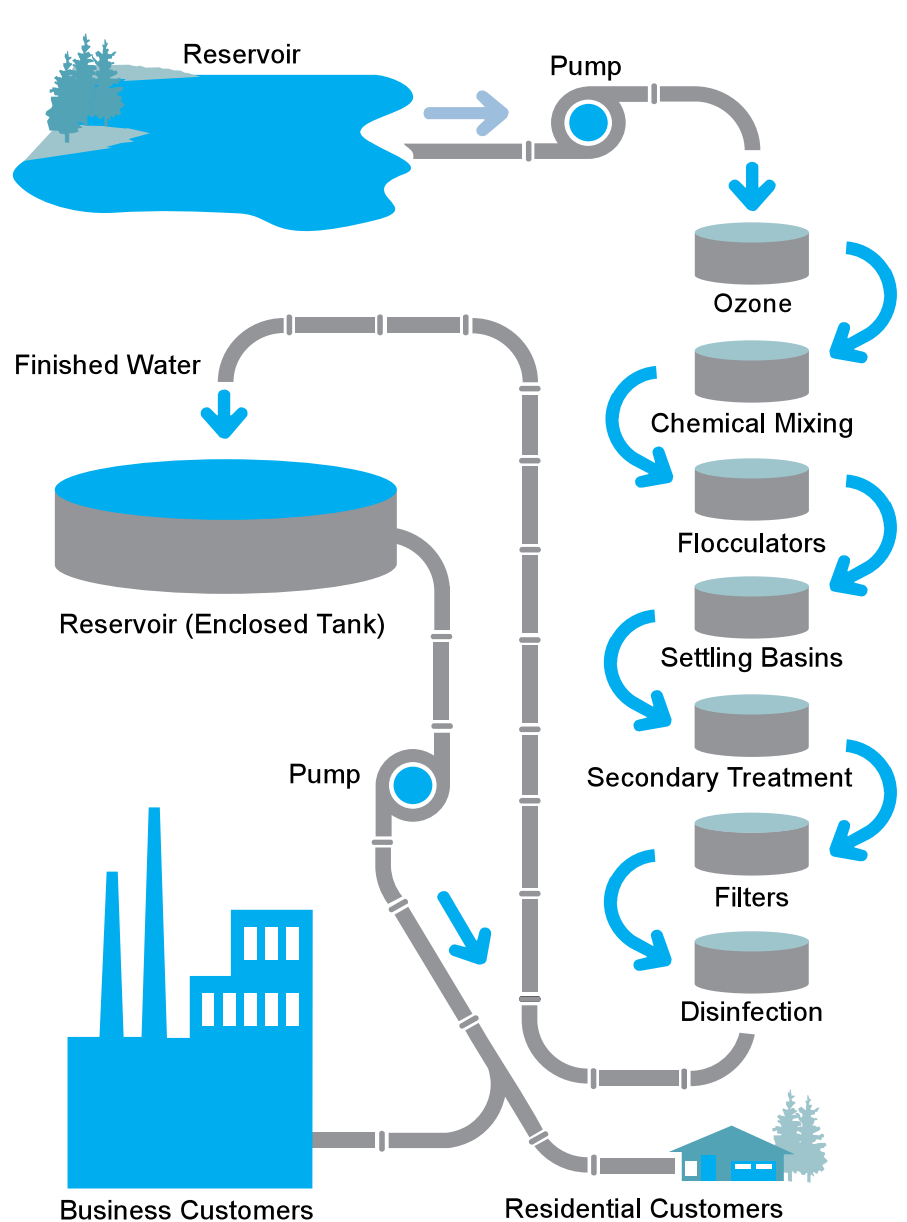 Reservoir
Pump
Ozone
Finished Water
Chemical Mixing
Flocculators
Reservoir (Enclosed Tank)
Settling Basins
Pump
Secondary Treatment
Filters
Disinfection
Business Customers
Residential Customers